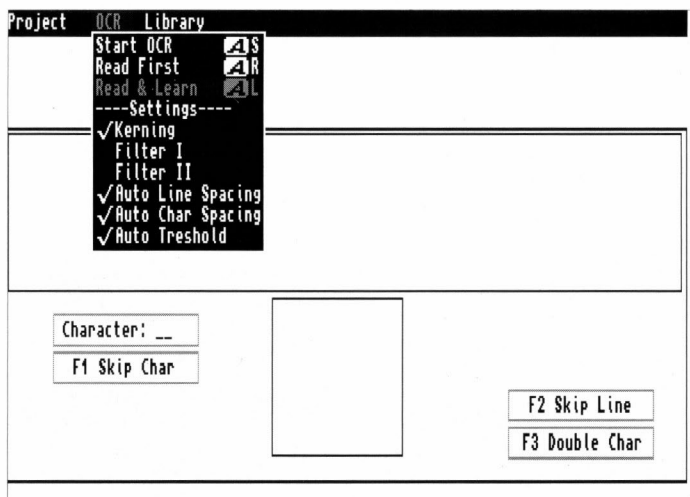 Project OCR Library
Start OCR A S
Read First A R
Read & Learn A L
----Settings----
✓Kerning
Filter I
Filter II
✓Auto Line Spacing
✓Auto Char Spacing
✓Auto Treshold
Character: __
F1 Skip Char
F2 Skip Line
F3 Double Char